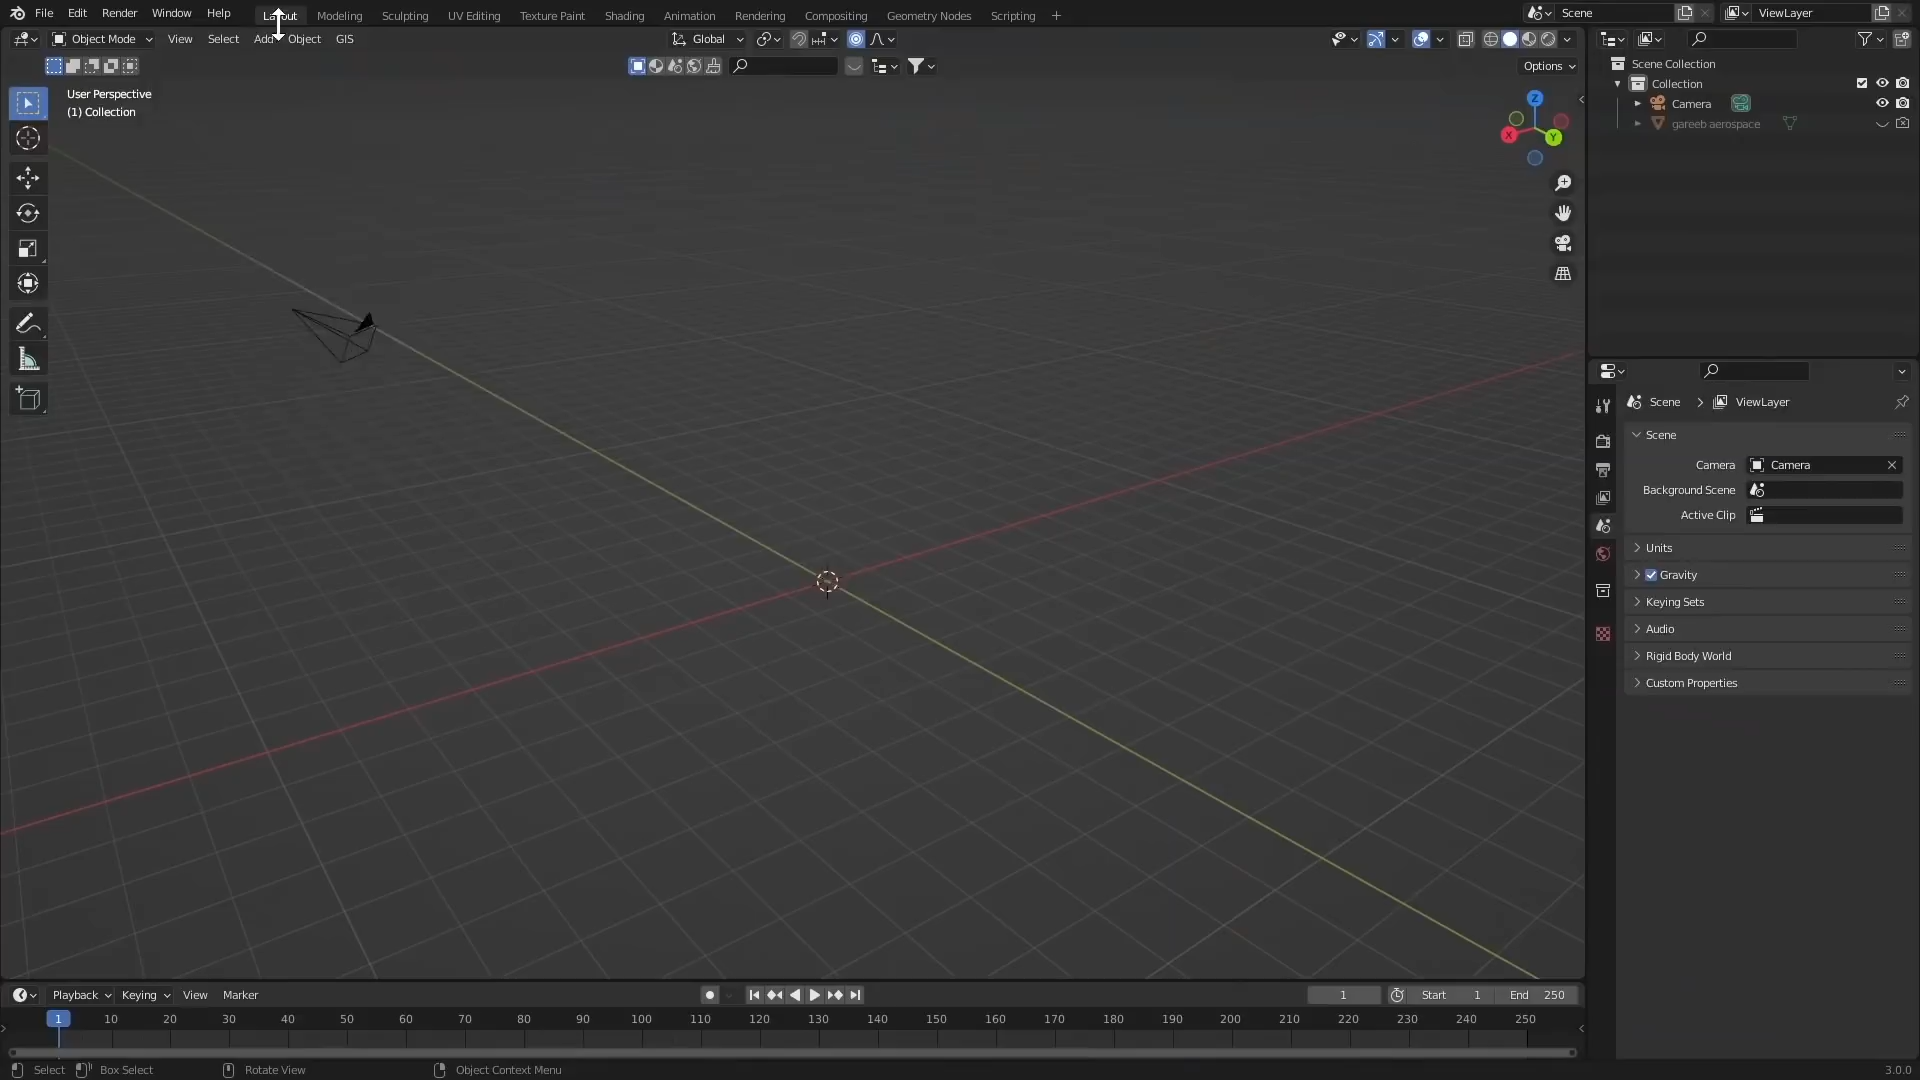 File Edit Render Window Help Layout Modeling Sculpting UV Editing Texture Paint Shading Animation Rendering Compositing Geometry Nodes Scripting + Scene ViewLayer
Object Mode View Select Add Object GIS Global
Options
User Perspective
(1) Collection
Z
X
Y
Scene Collection
Collection
Camera
gareeb aerospace
Scene > ViewLayer
Scene
Camera Camera
Background Scene
Active Clip
Units
Gravity
Keying Sets
Audio
Rigid Body World
Custom Properties
Playback Keying View Marker 1 Start 1 End 250
1 10 20 30 40 50 60 70 80 90 100 110 120 130 140 150 160 170 180 190 200 210 220 230 240 250
Select Box Select Rotate View Object Context Menu 3.0.0